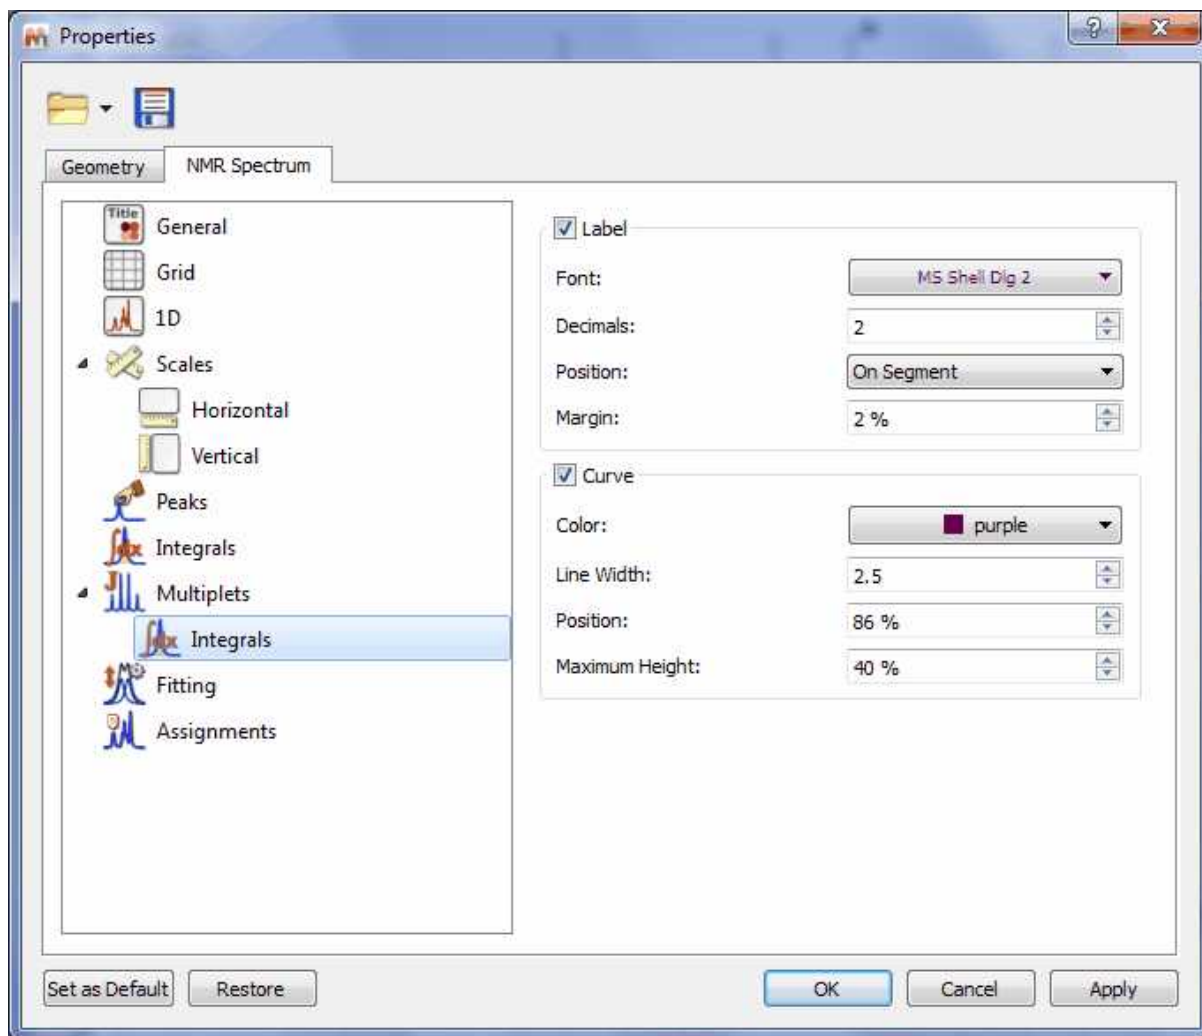 Properties
Geometry
NMR Spectrum
Title
General
Grid
1D
Scales
Horizontal
Vertical
Peaks
Integrals
Multiplets
Integrals
Fitting
Assignments
Label
Font: MS Shell Dlg 2
Decimals: 2
Position: On Segment
Margin: 2 %
Curve
Color: purple
Line Width: 2.5
Position: 86 %
Maximum Height: 40 %
Set as Default
Restore
OK
Cancel
Apply